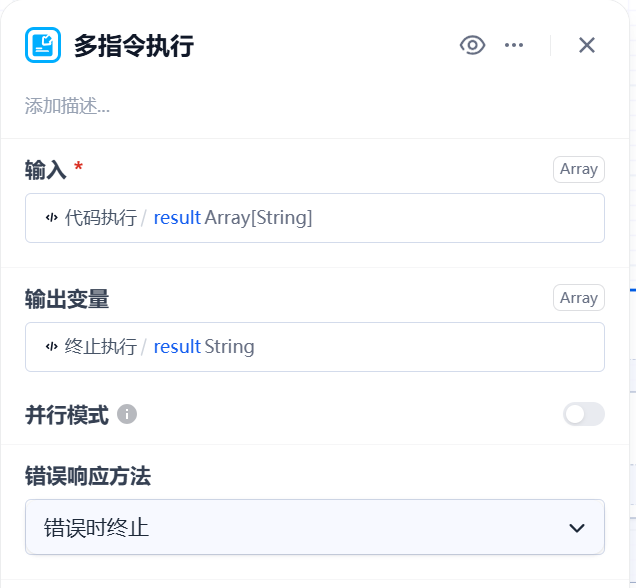 多指令执行
添加描述...
输入 *
Array
代码执行 / result Array[String]
输出变量
Array
终止执行 / result String
并行模式
错误响应方法
错误时终止